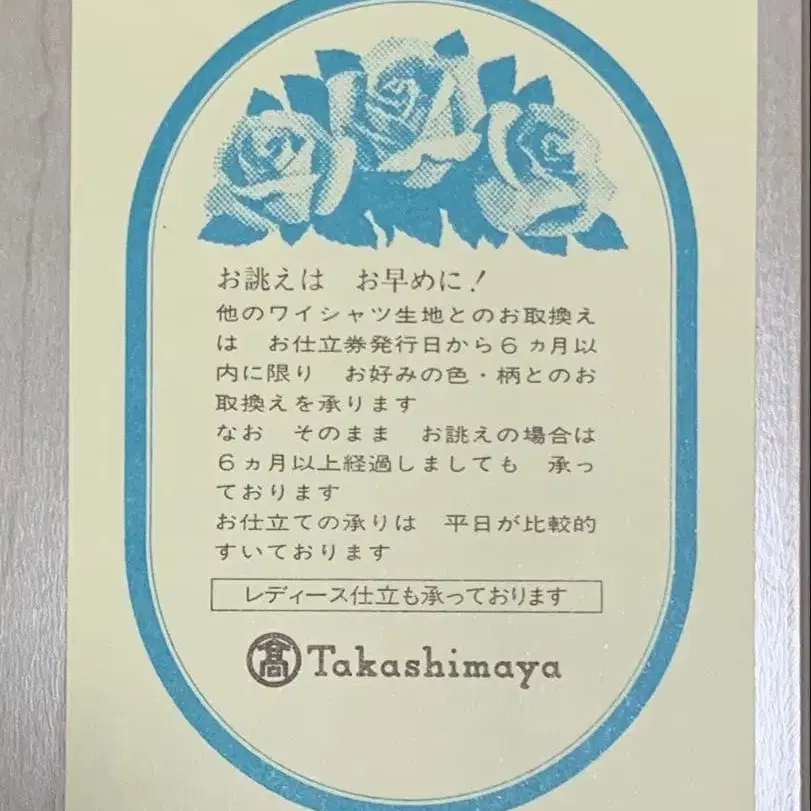 お誂えは　お早めに！
他のワイシャツ生地とのお取換え
は　お仕立券発行日から６ヵ月以
内に限り　お好みの色・柄とのお
取換えを承ります
なお　そのまま　お誂えの場合は
６ヵ月以上経過しましても　承っ
ております
お仕立ての承りは　平日が比較的
すいております
レディース仕立も承っております
髙 Takashimaya